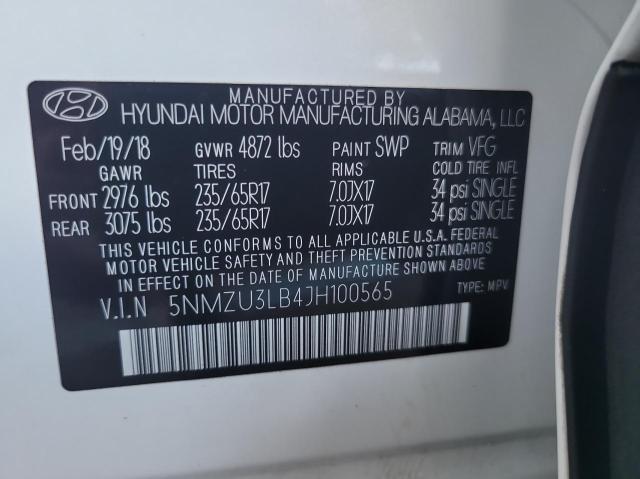 MANUFACTURED BY
HYUNDAI MOTOR MANUFACTURING ALABAMA, LLC
Feb/19/18 GVWR 4872 lbs PAINT SWP TRIM VFG
GAWR TIRES RIMS COLD TIRE INFL
FRONT 2976 lbs 235/65R17 7.0JX17 34 psi SINGLE
REAR 3075 lbs 235/65R17 7.0JX17 34 psi SINGLE
THIS VEHICLE CONFORMS TO ALL APPLICABLE U.S.A. FEDERAL
MOTOR VEHICLE SAFETY AND THEFT PREVENTION STANDARDS
IN EFFECT ON THE DATE OF MANUFACTURE SHOWN ABOVE.
V.I.N 5NMZU3LB4JH100565 TYPE: MPV